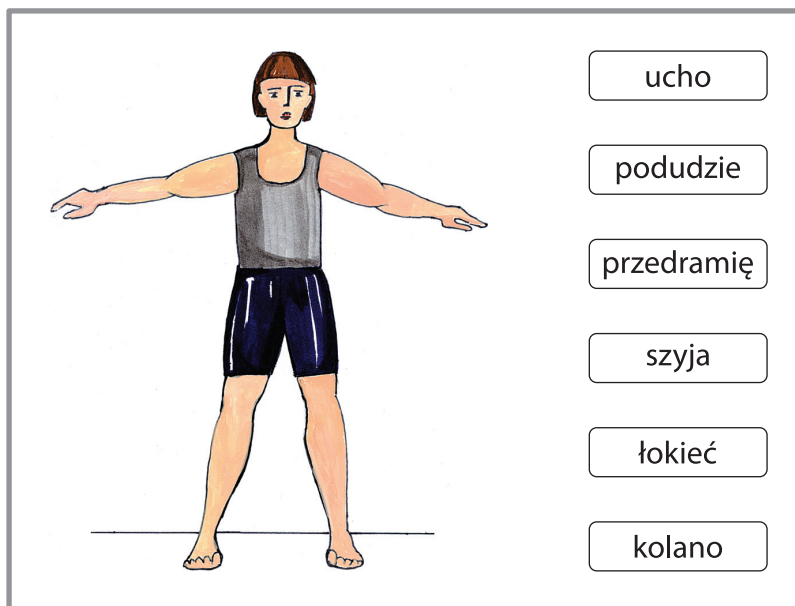 ucho
podudzie
przedramię
szyja
łokieć
kolano